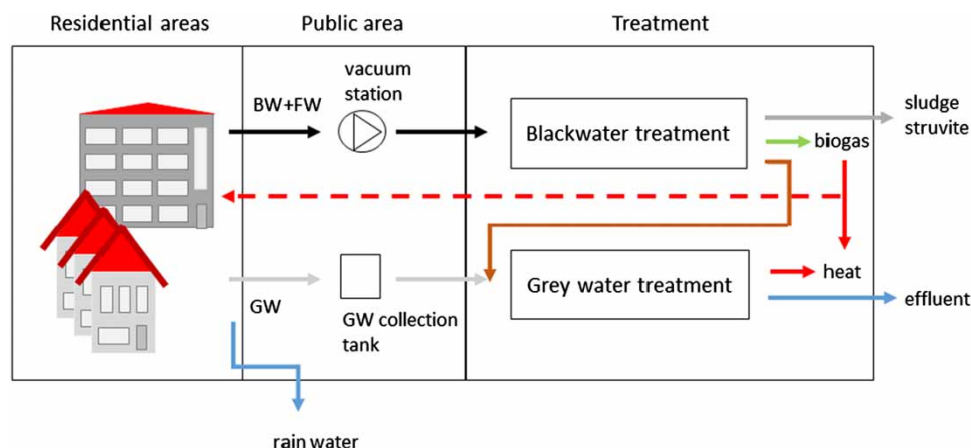 Residential areas
Public area
Treatment
BW+FW
vacuum
station
Blackwater treatment
sludge
struvite
biogas
GW
GW collection
tank
Grey water treatment
heat
effluent
rain water